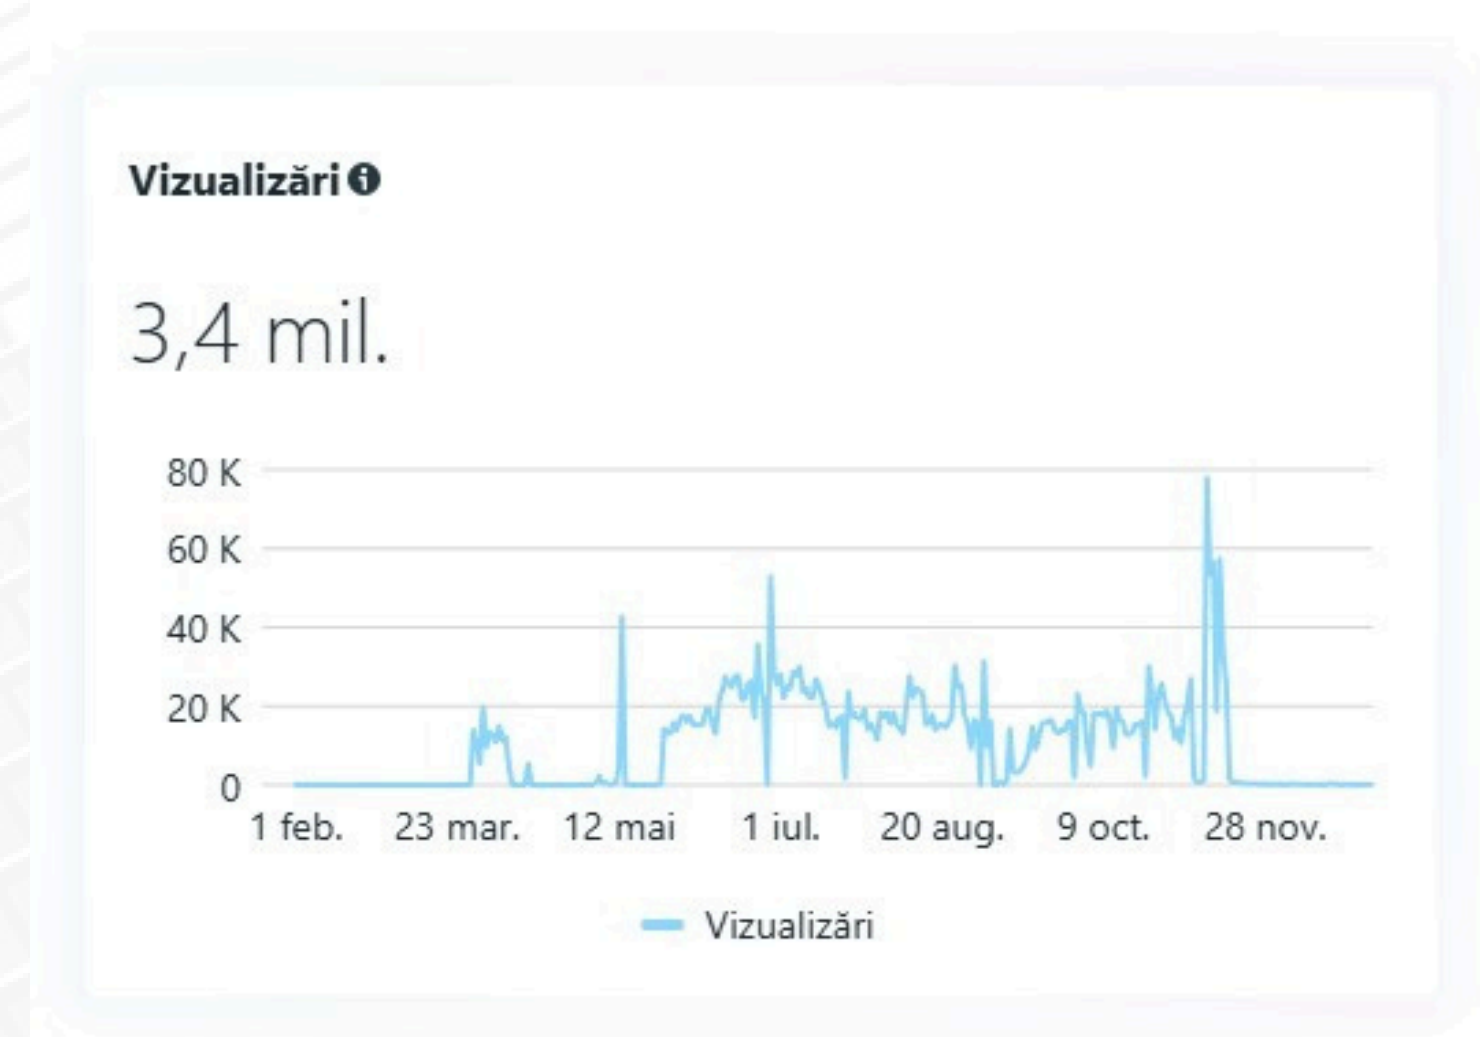 Vizualizări
3,4 mil.
80 K
60 K
40 K
20 K
0
1 feb. 23 mar. 12 mai 1 iul. 20 aug. 9 oct. 28 nov.
Vizualizări